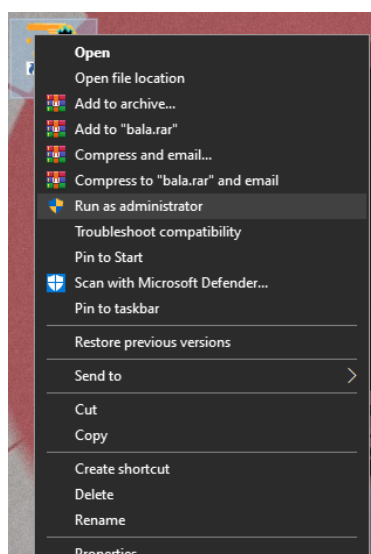 Open
Open file location
Add to archive...
Add to "bala.rar"
Compress and email...
Compress to "bala.rar" and email
Run as administrator
Troubleshoot compatibility
Pin to Start
Scan with Microsoft Defender...
Pin to taskbar
Restore previous versions
Send to
Cut
Copy
Create shortcut
Delete
Rename
Properties